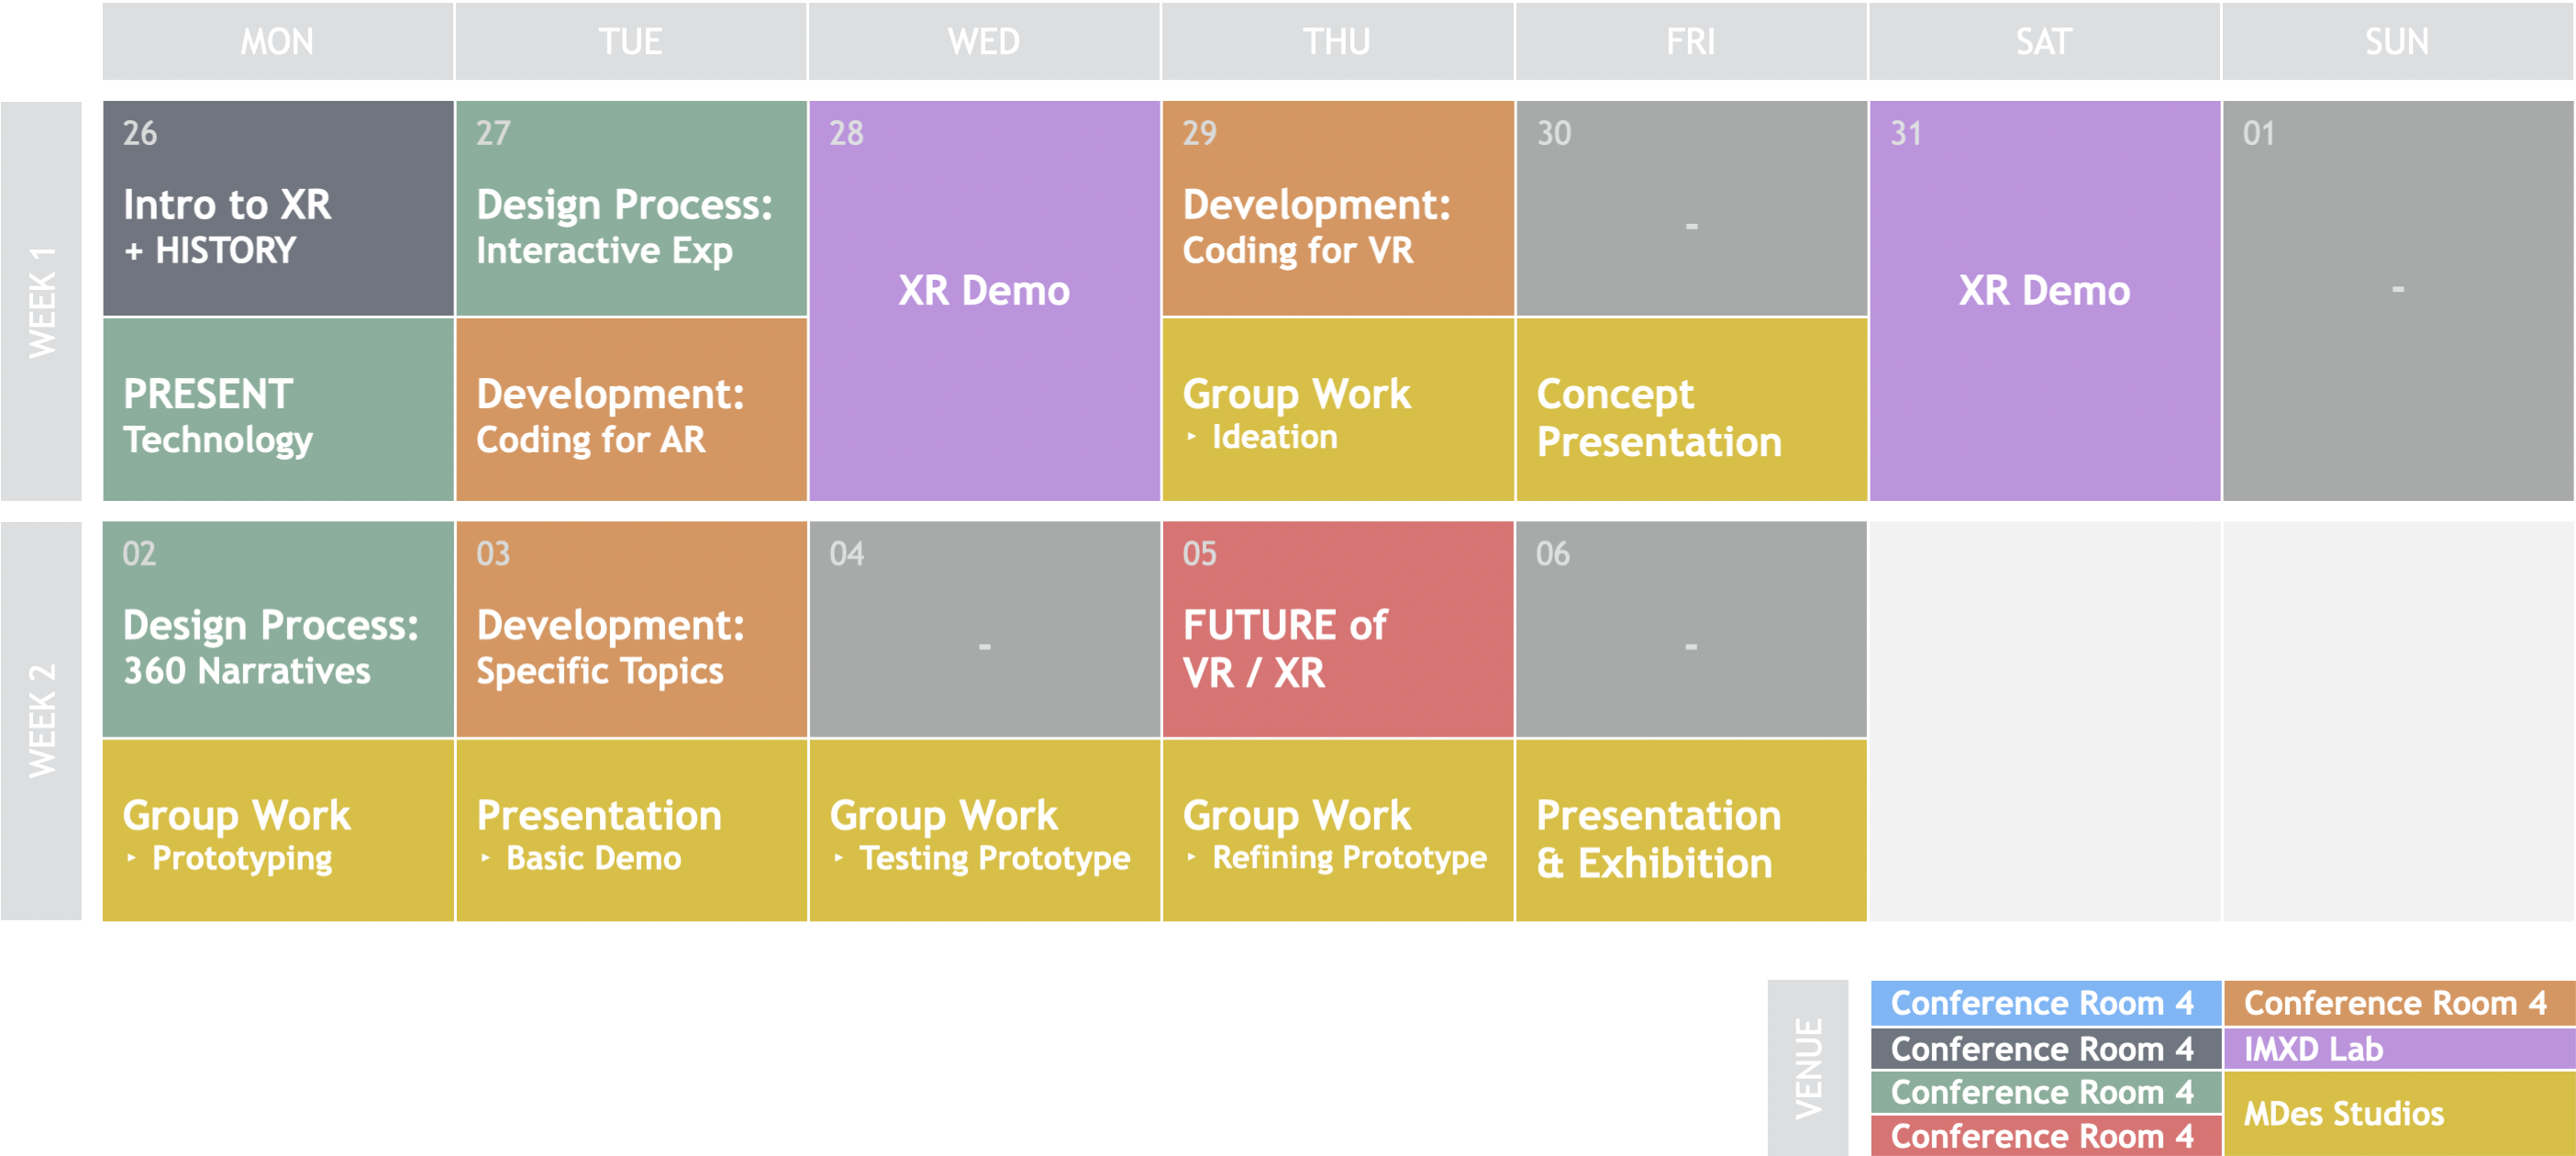 MON TUE WED THU FRI SAT SUN
WEEK 1
26
Intro to XR
+ HISTORY
PRESENT
Technology
27
Design Process:
Interactive Exp
Development:
Coding for AR
28
XR Demo
29
Development:
Coding for VR
Group Work
‣ Ideation
30
-
Concept
Presentation
31
XR Demo
01
-
WEEK 2
02
Design Process:
360 Narratives
Group Work
‣ Prototyping
03
Development:
Specific Topics
Presentation
‣ Basic Demo
04
-
Group Work
‣ Testing Prototype
05
FUTURE of
VR / XR
Group Work
‣ Refining Prototype
06
-
Presentation
& Exhibition
VENUE
Conference Room 4
Conference Room 4
Conference Room 4
Conference Room 4
Conference Room 4
IMXD Lab
MDes Studios